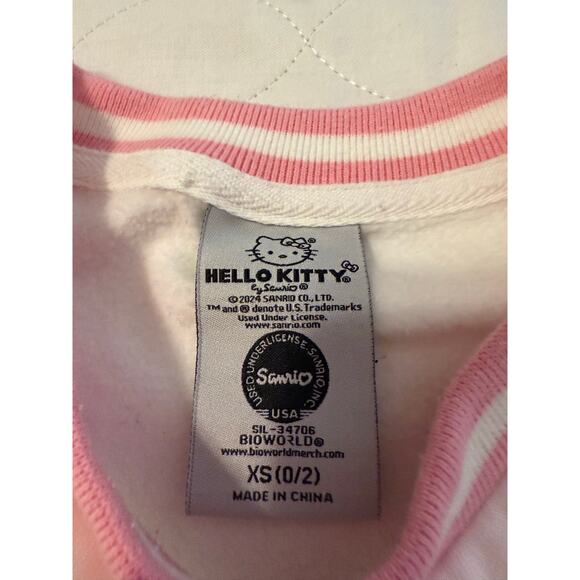 HELLO KITTY
by Sanrio®
©2024 SANRIO CO., LTD.
TM and ® denote U.S. Trademarks
Used Under License.
www.sanrio.com
USED UNDER LICENSE. SANRIO, INC.
Sanrio
USA
SIL-34706
BIOWORLD®
www.bioworldmerch.com
XS (0/2)
MADE IN CHINA